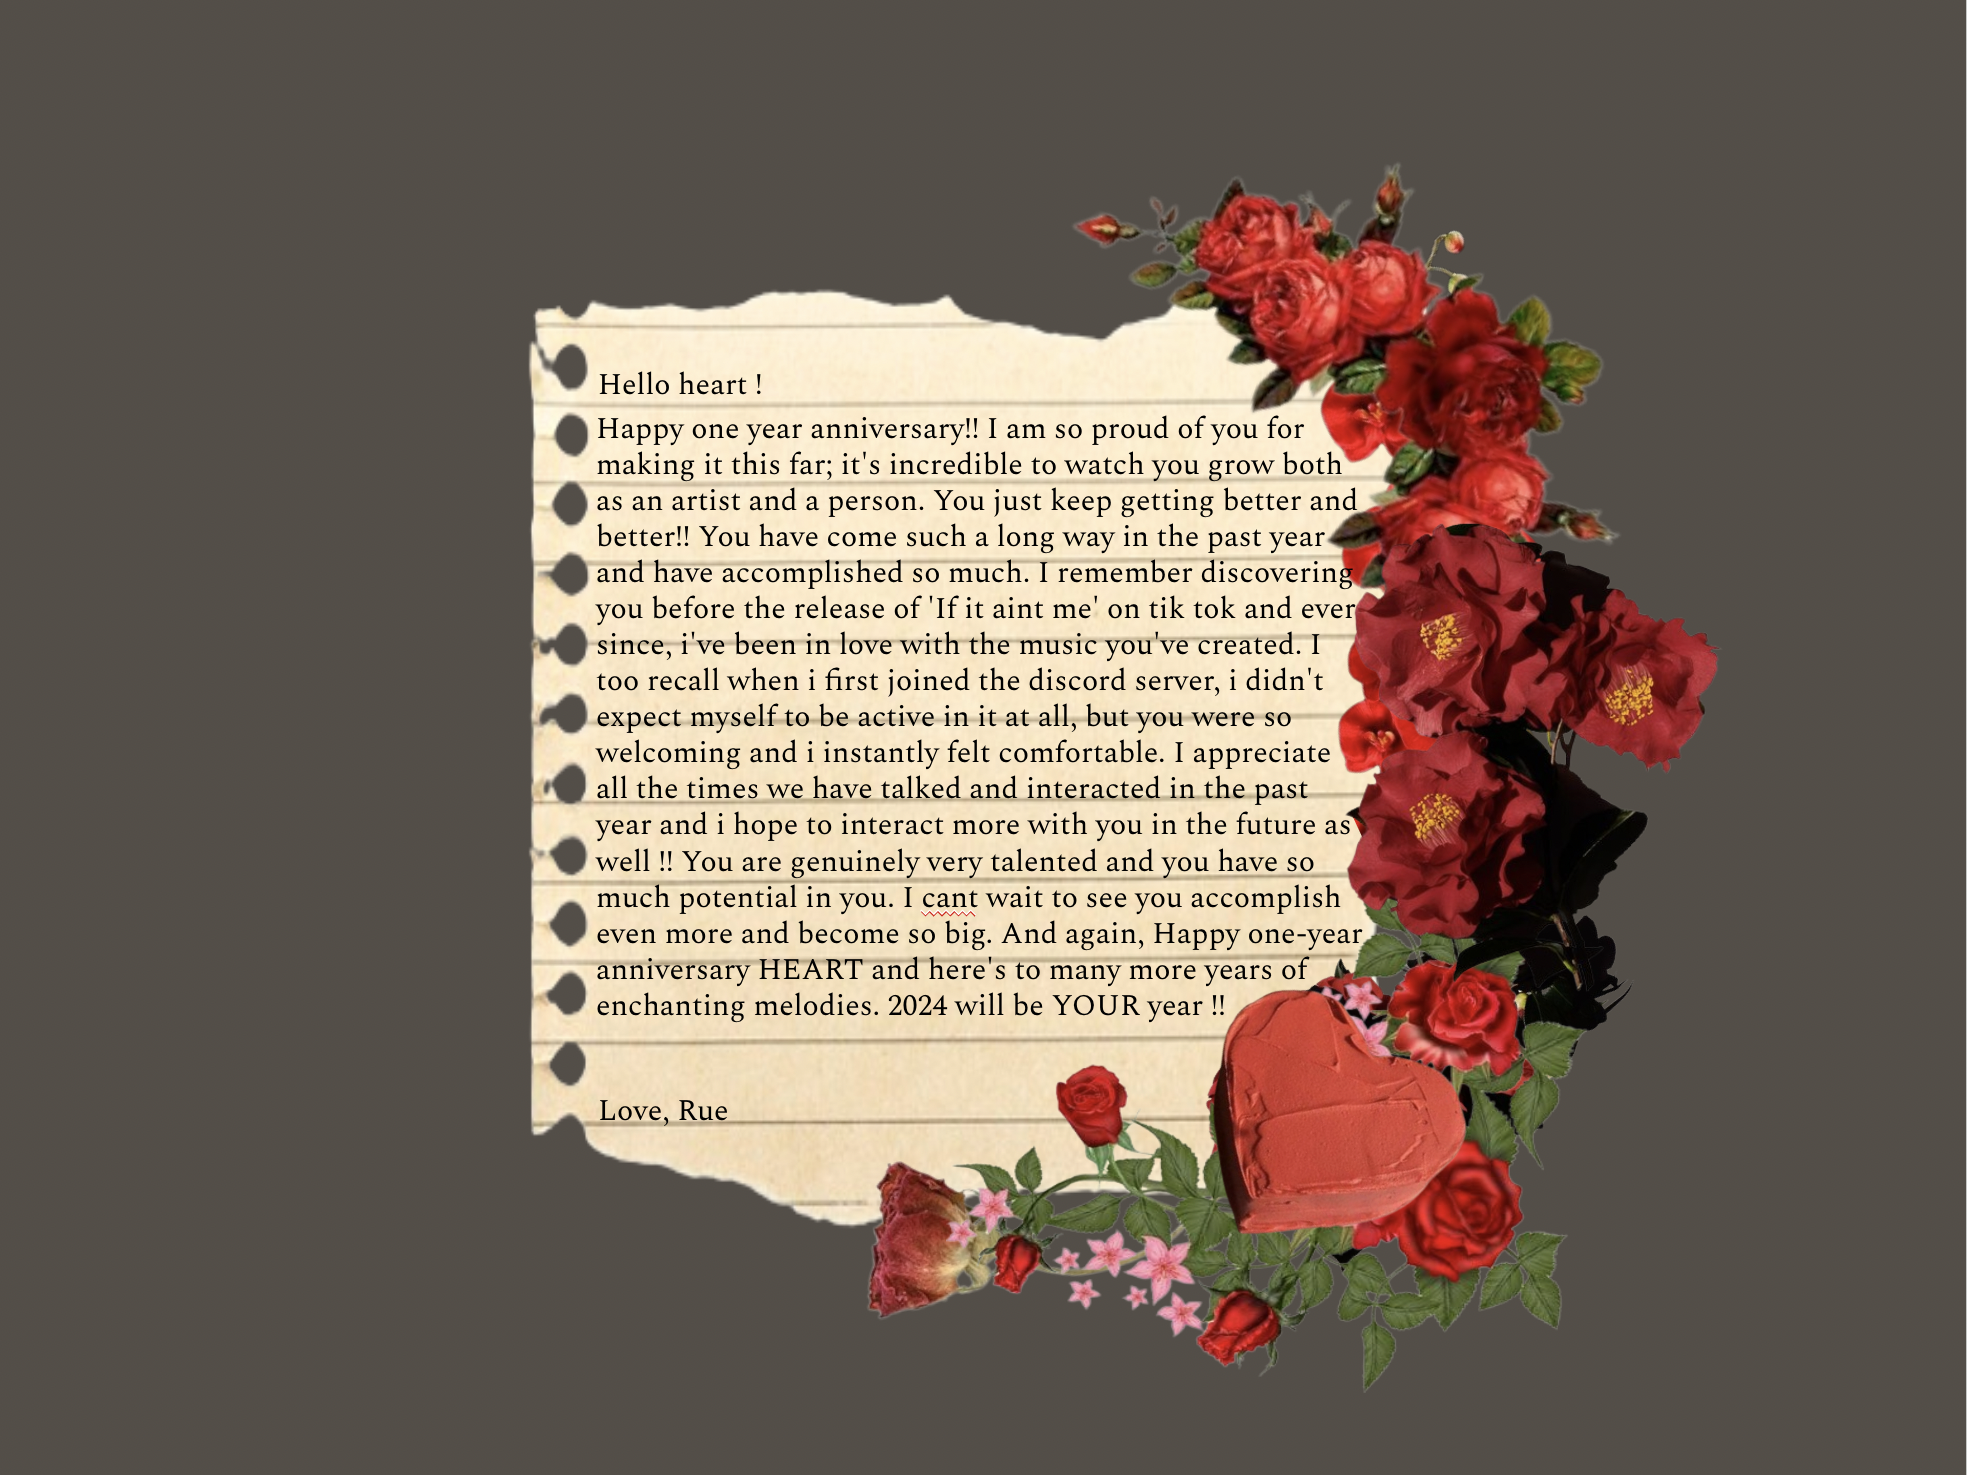 Hello heart !
Happy one year anniversary!! I am so proud of you for
making it this far; it's incredible to watch you grow both
as an artist and a person. You just keep getting better and
better!! You have come such a long way in the past year
and have accomplished so much. I remember discovering
you before the release of 'If it aint me' on tik tok and ever
since, i've been in love with the music you've created. I
too recall when i first joined the discord server, i didn't
expect myself to be active in it at all, but you were so
welcoming and i instantly felt comfortable. I appreciate
all the times we have talked and interacted in the past
year and i hope to interact more with you in the future as
well !! You are genuinely very talented and you have so
much potential in you. I cant wait to see you accomplish
even more and become so big. And again, Happy one-year
anniversary HEART and here's to many more years of
enchanting melodies. 2024 will be YOUR year !!
Love, Rue